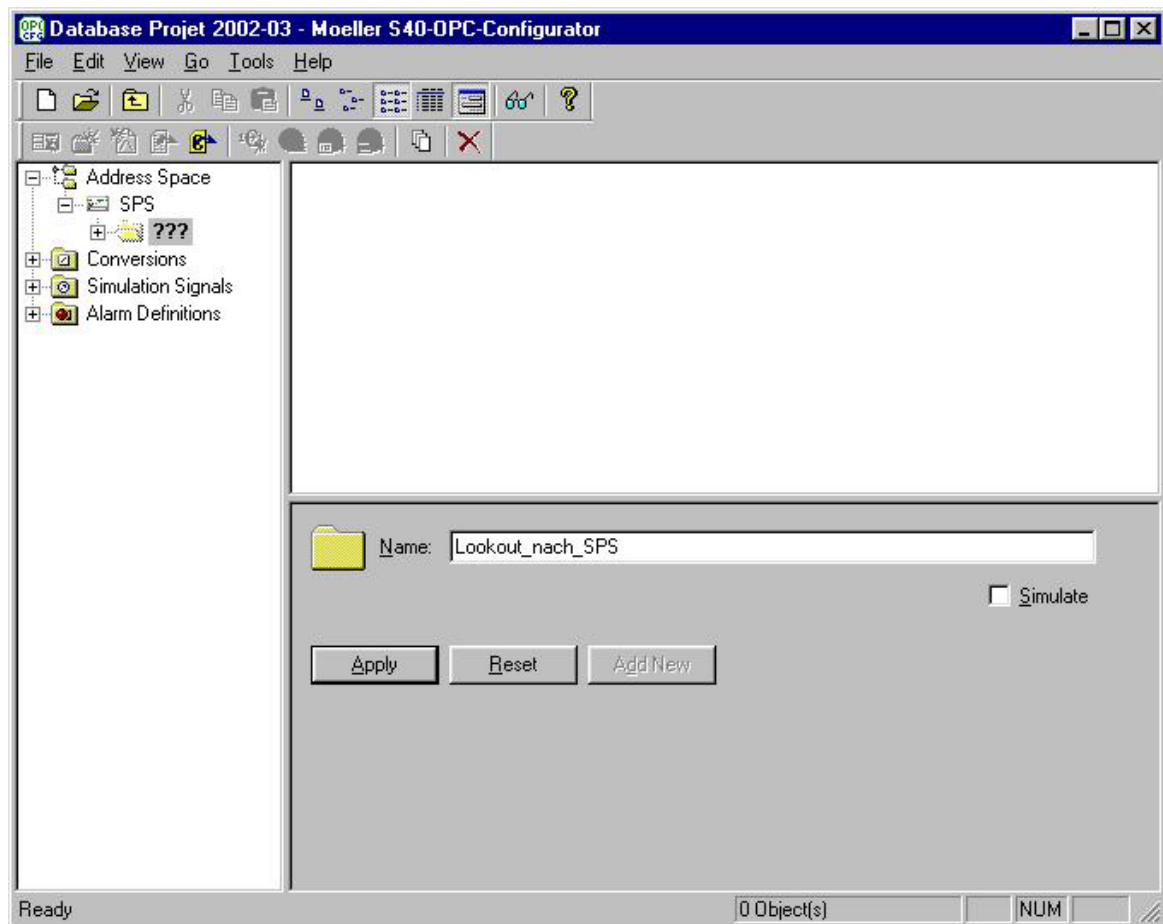 Database Projet 2002-03 - Moeller S40-OPC-Configurator
File Edit View Go Tools Help
Address Space
SPS
???
Conversions
Simulation Signals
Alarm Definitions
Name: Lookout_nach_SPS
Simulate
Apply Reset Add New
Ready 0 Object(s) NUM